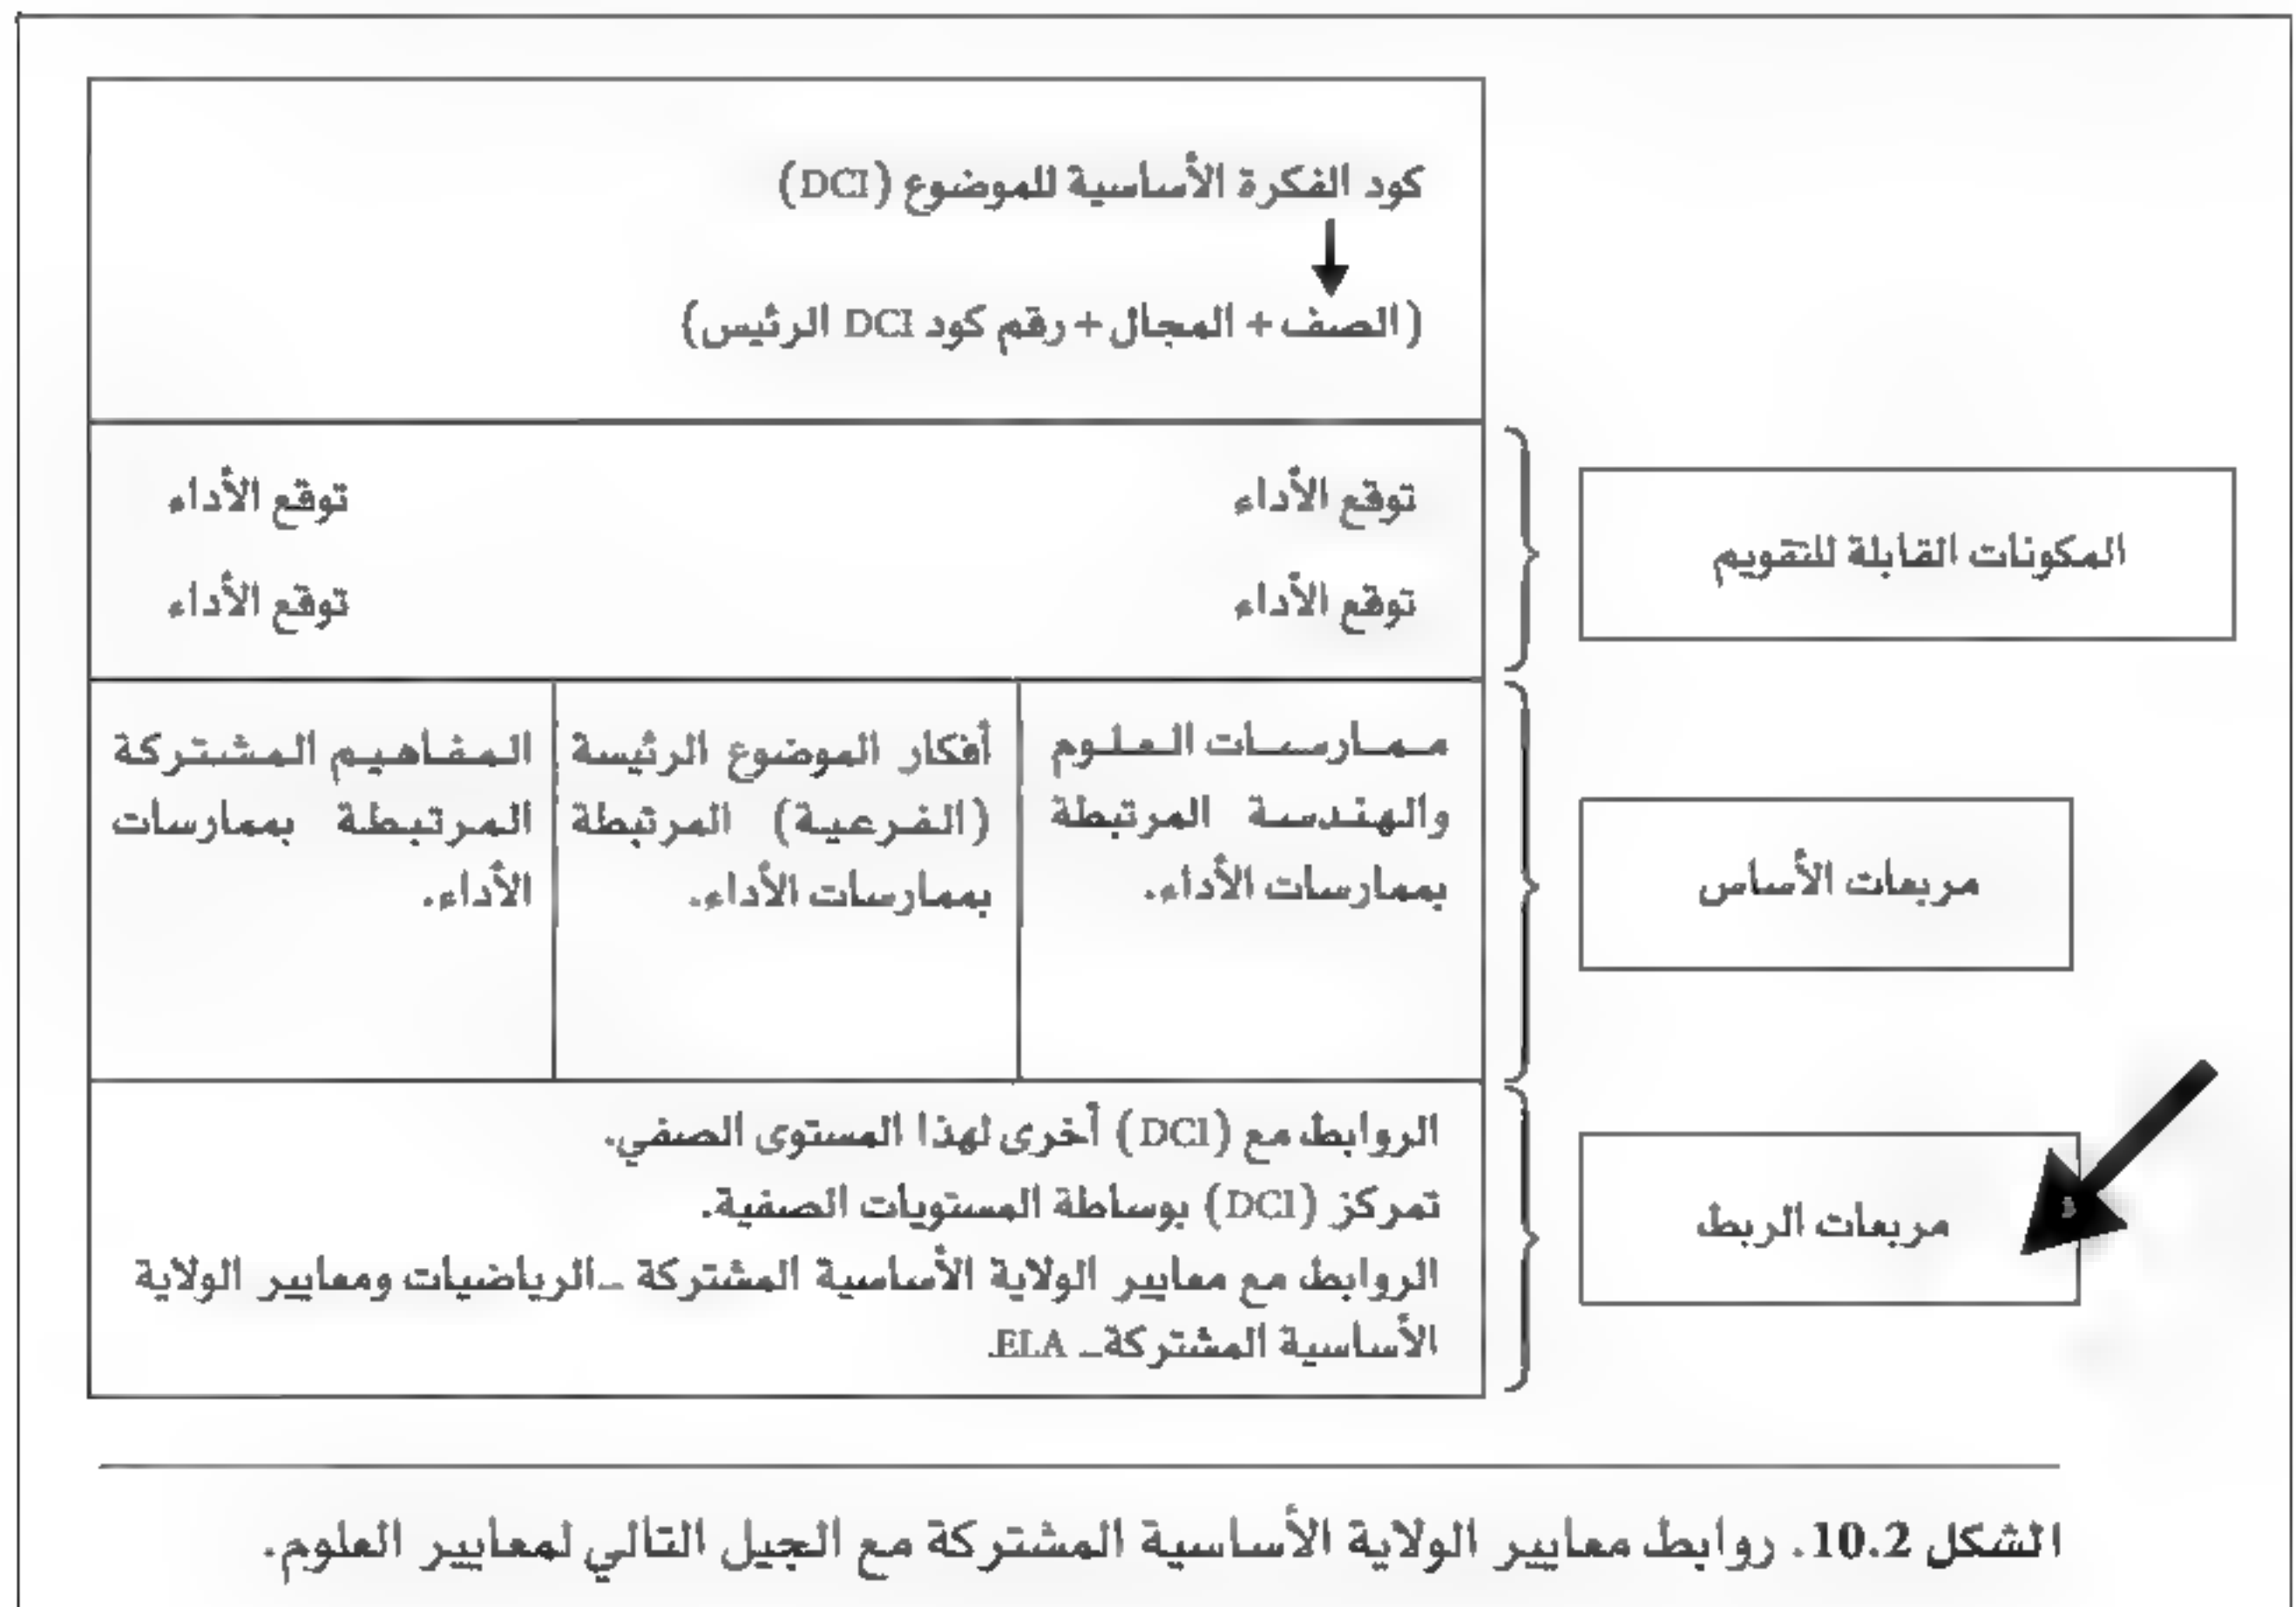 كود الفكرة الأساسية للموضوع (DCI)
(الصف + المجال + رقم كود DCI الرئيس)
المكونات القابلة للتقويم
توقع الأداء
توقع الأداء
توقع الأداء
توقع الأداء
مربعات الأساس
ممارسات العلوم
والهندسة المرتبطة
بممارسات الأداء.
أفكار الموضوع الرئيسة
(الفرعية) المرتبطة
بممارسات الأداء.
المفاهيم المشتركة
المرتبطة بممارسات
الأداء.
مربعات الربط
الروابط مع (DCI) أخرى لهذا المستوى الصفي.
تمركز (DCI) بوساطة المستويات الصفية.
الروابط مع معايير الولاية الأساسية المشتركة ـ الرياضيات ومعايير الولاية
الأساسية المشتركة ـ ELA.
الشكل 10.2. روابط معايير الولاية الأساسية المشتركة مع الجيل التالي لمعايير العلوم.